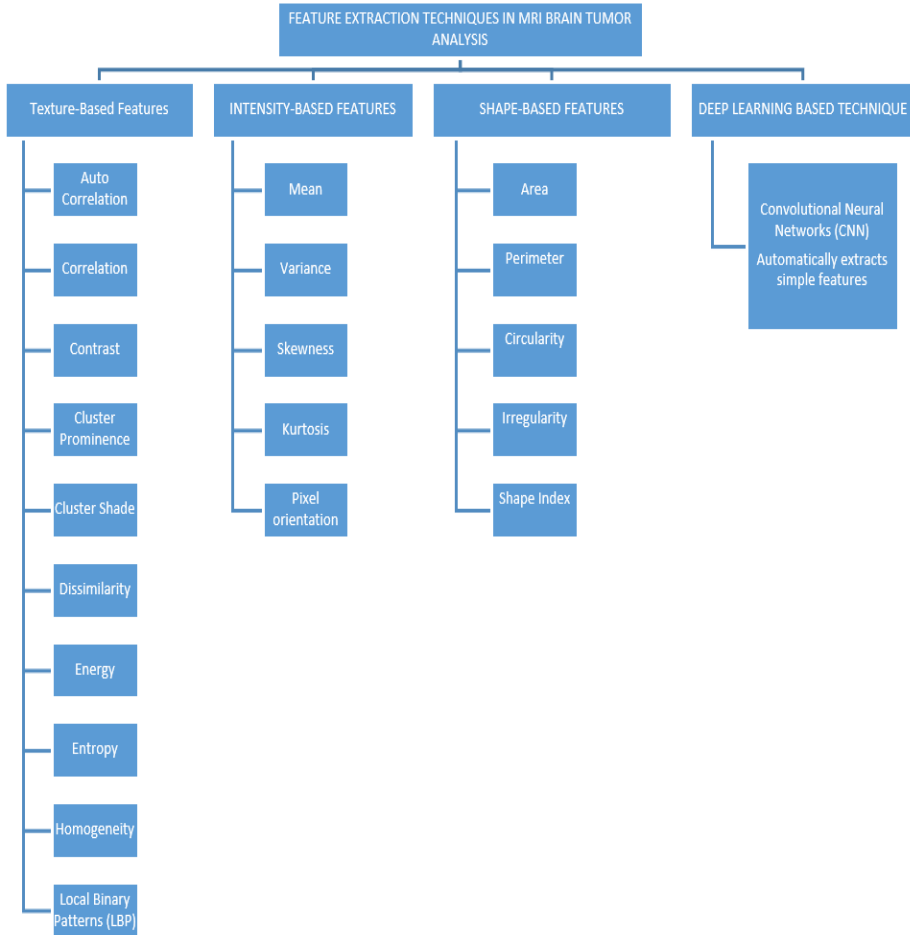 FEATURE EXTRACTION TECHNIQUES IN MRI BRAIN TUMOR
ANALYSIS
Texture-Based Features
Auto
Correlation
Correlation
Contrast
Cluster
Prominence
Cluster Shade
Dissimilarity
Energy
Entropy
Homogeneity
Local Binary
Patterns (LBP)
INTENSITY-BASED FEATURES
Mean
Variance
Skewness
Kurtosis
Pixel
orientation
SHAPE-BASED FEATURES
Area
Perimeter
Circularity
Irregularity
Shape Index
DEEP LEARNING BASED TECHNIQUE
Convolutional Neural
Networks (CNN)
Automatically extracts
simple features